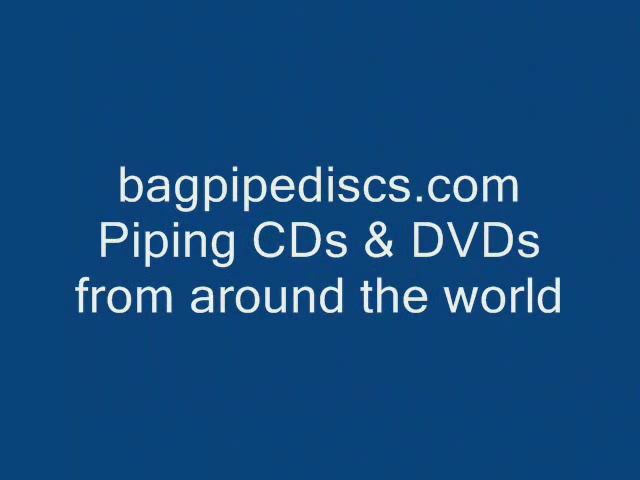 bagpipediscs.com
Piping CDs & DVDs
from around the world